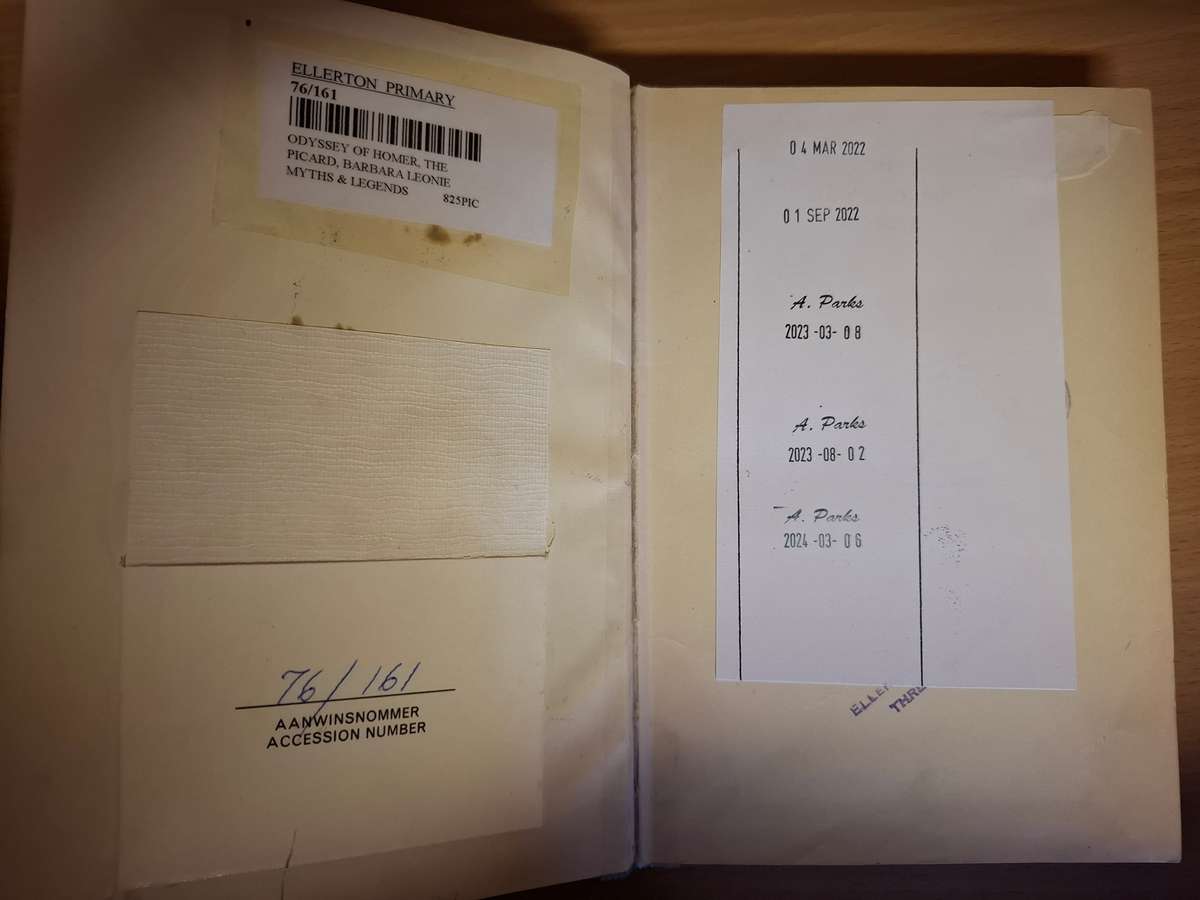 ELLERTON PRIMARY
76/161
ODYSSEY OF HOMER, THE
PICARD, BARBARA LEONIE
MYTHS & LEGENDS 825PIC
76/161
AANWINSNOMMER
ACCESSION NUMBER
04 MAR 2022
01 SEP 2022
A. Parks
2023 -03- 08
A. Parks
2023 -08- 02
A. Parks
2024 -03- 06